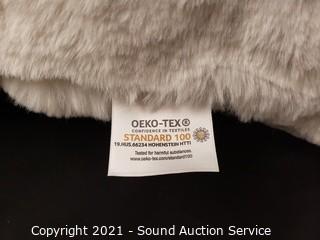 OEKO-TEX®
CONFIDENCE IN TEXTILES
STANDARD 100
19.HUS.66234 HOHENSTEIN HTTI
Tested for harmful substances.
www.oeko-tex.com/standard100
Copyright 2021 - Sound Auction Service